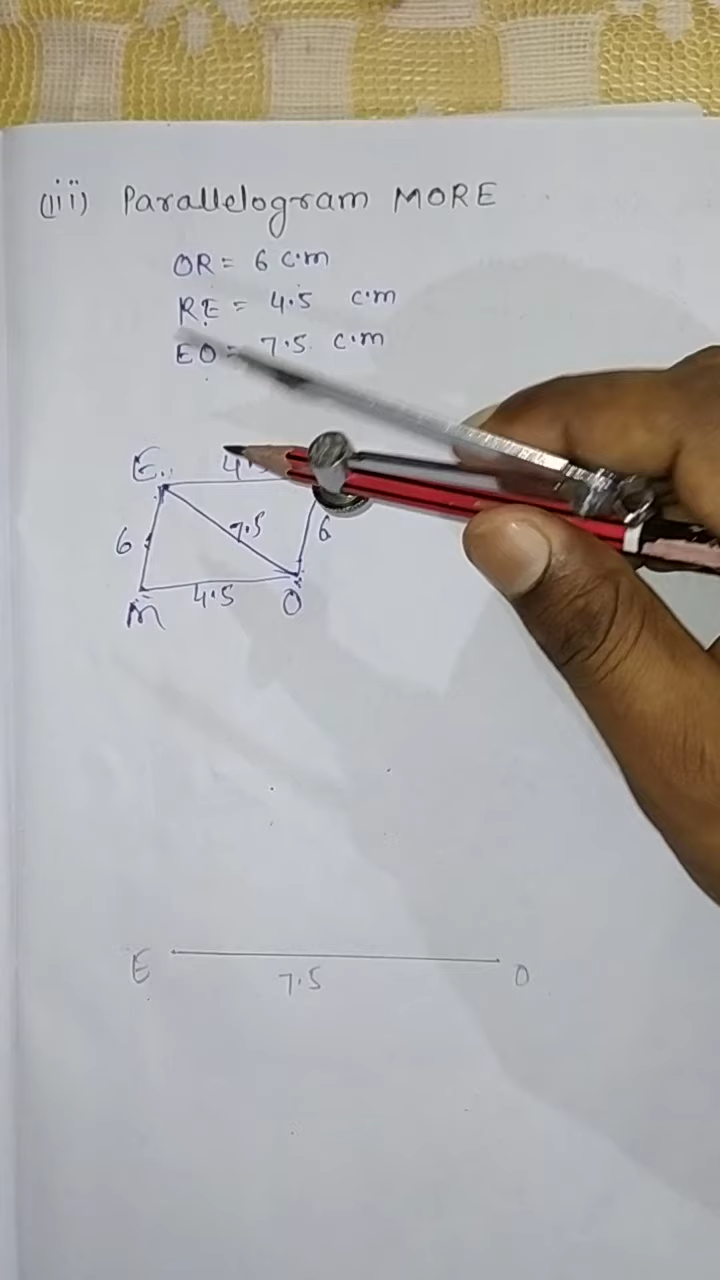 (iii) Parallelogram MORE
OR = 6 c.m
RE = 4.5 c.m
EO = 7.5 c.m
E
6
7.5
6
M
4.5
O
E
7.5
O